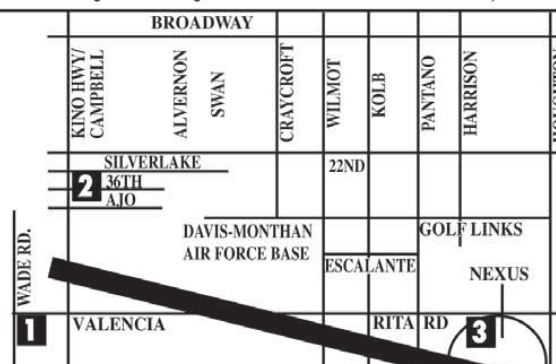 BROADWAY
KINO HWY/
CAMPBELL
ALVERNON
SWAN
CRAYCROFT
WILMOT
KOLB
PANTANO
HARRISON
SILVERLAKE
22ND
2
36TH
AJO
DAVIS-MONTHAN
AIR FORCE BASE
GOLF LINKS
ESCALANTE
NEXUS
WADE RD.
1
VALENCIA
RITA RD
3